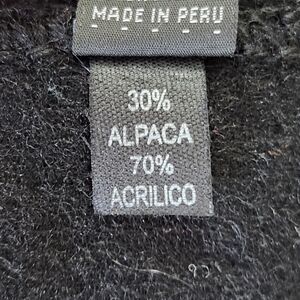 MADE IN PERU
30%
ALPACA
70%
ACRILICO